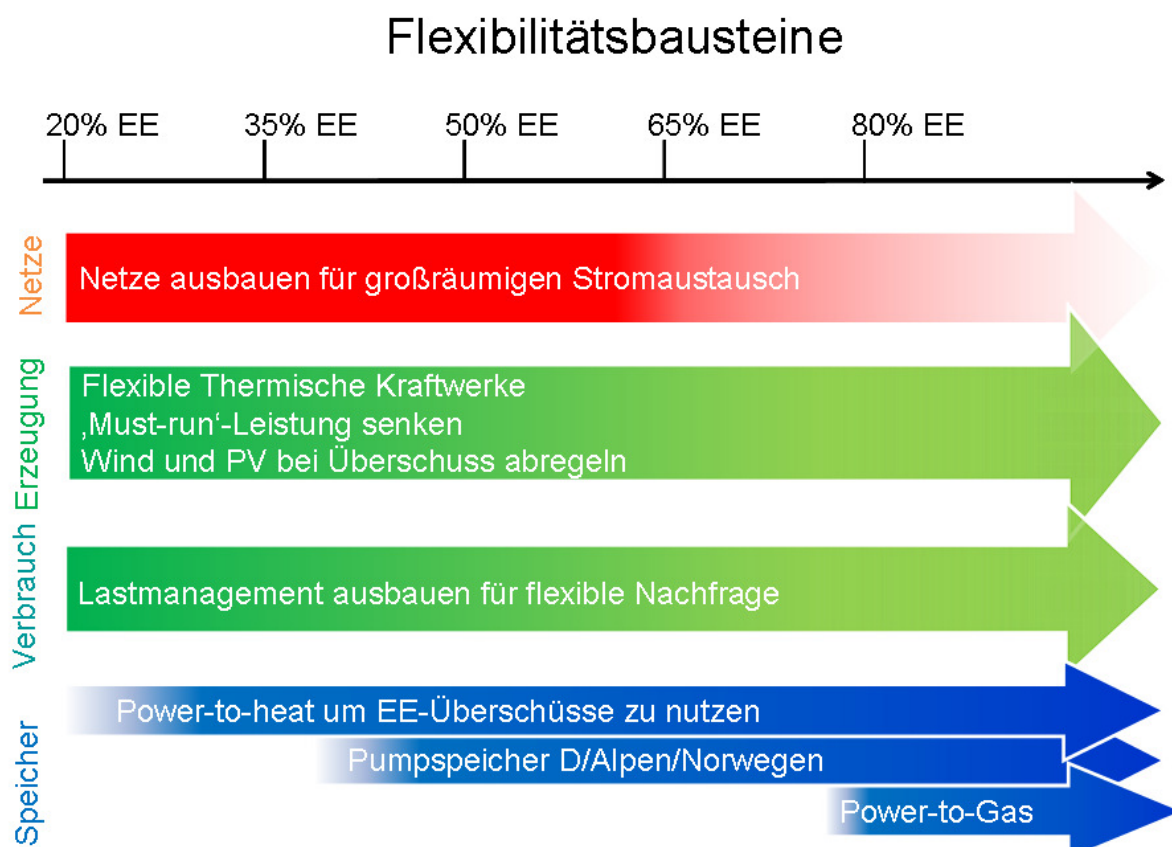 Flexibilitätsbausteine
20% EE 35% EE 50% EE 65% EE 80% EE
Netze
Netze ausbauen für großräumigen Stromaustausch
Erzeugung
Flexible Thermische Kraftwerke
‚Must-run‘-Leistung senken
Wind und PV bei Überschuss abregeln
Verbrauch
Lastmanagement ausbauen für flexible Nachfrage
Speicher
Power-to-heat um EE-Überschüsse zu nutzen
Pumpspeicher D/Alpen/Norwegen
Power-to-Gas